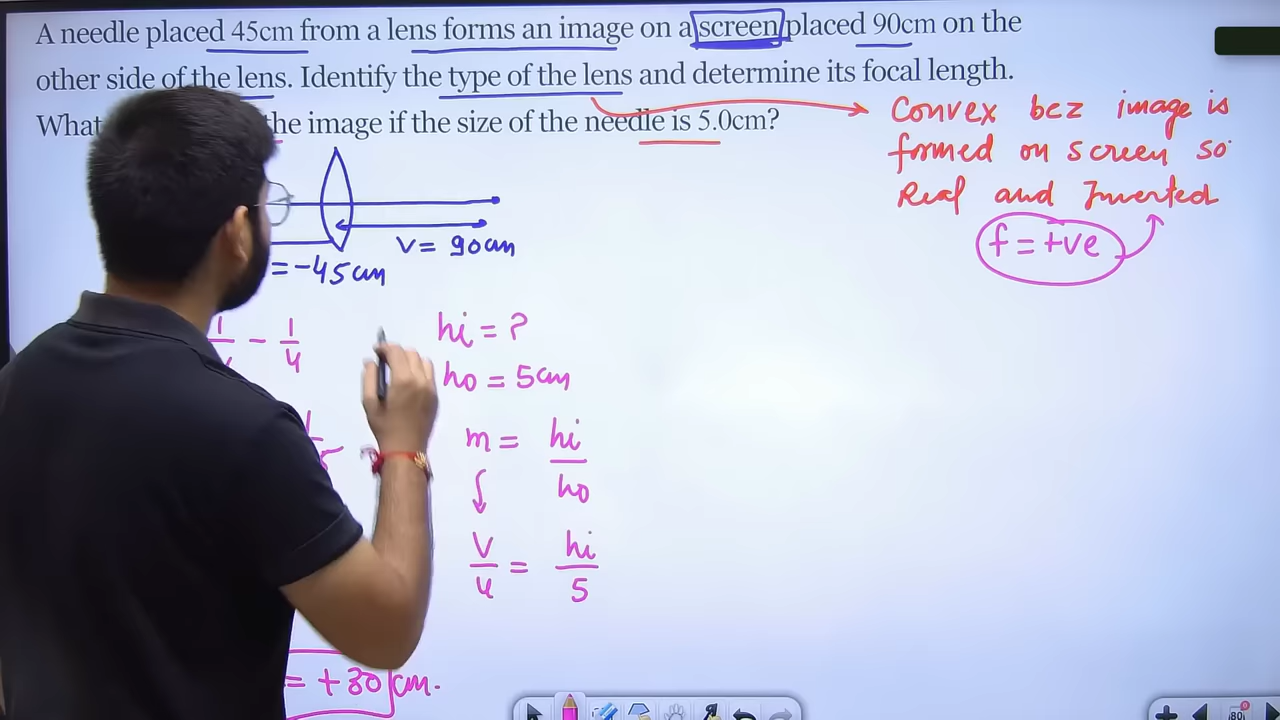 A needle placed 45cm from a lens forms an image on a screen placed 90cm on the
other side of the lens. Identify the type of the lens and determine its focal length.
What the image if the size of the needle is 5.0cm?
Convex bcz image is
formed on screen so
Real and Inverted
f = +ve
V = 90cm
= -45cm
1/ - 1/u
hi = ?
ho = 5cm
m = hi/ho
V/u = hi/5
= +30 cm.